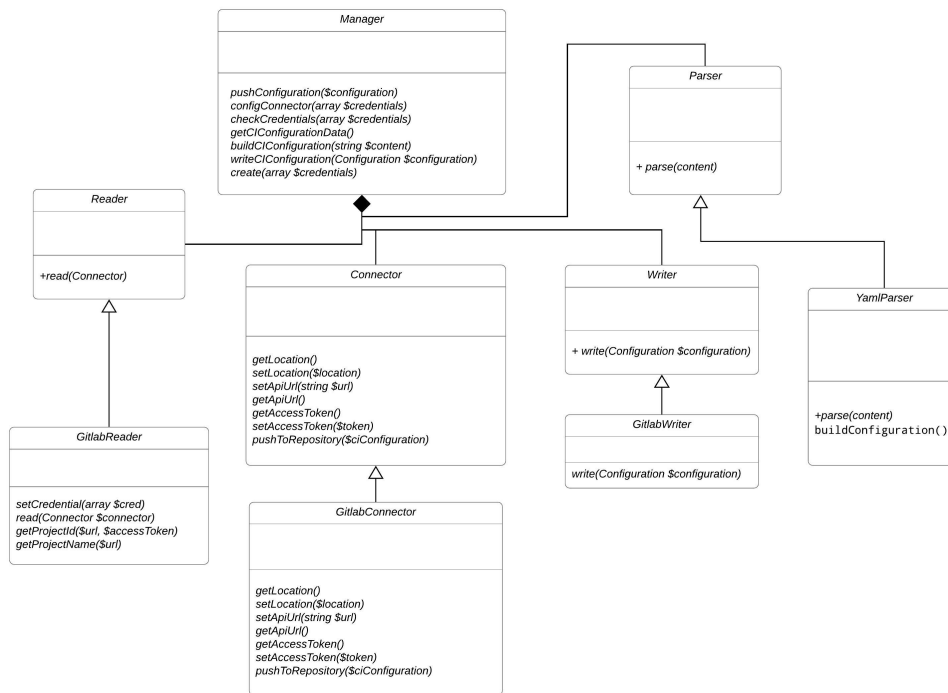 Manager
pushConfiguration($configuration)
configConnector(array $credentials)
checkCredentials(array $credentials)
getCIConfigurationData()
buildCIConfiguration(string $content)
writeCIConfiguration(Configuration $configuration)
create(array $credentials)
Parser
+ parse(content)
Reader
+read(Connector)
Connector
getLocation()
setLocation($location)
setApiUrl(string $url)
getApiUrl()
getAccessToken()
setAccessToken($token)
pushToRepository($ciConfiguration)
Writer
+ write(Configuration $configuration)
YamlParser
+parse(content)
buildConfiguration()
GitlabReader
setCredential(array $cred)
read(Connector $connector)
getProjectId($url, $accessToken)
getProjectName($url)
GitlabWriter
write(Configuration $configuration)
GitlabConnector
getLocation()
setLocation($location)
setApiUrl(string $url)
getApiUrl()
getAccessToken()
setAccessToken($token)
pushToRepository($ciConfiguration)